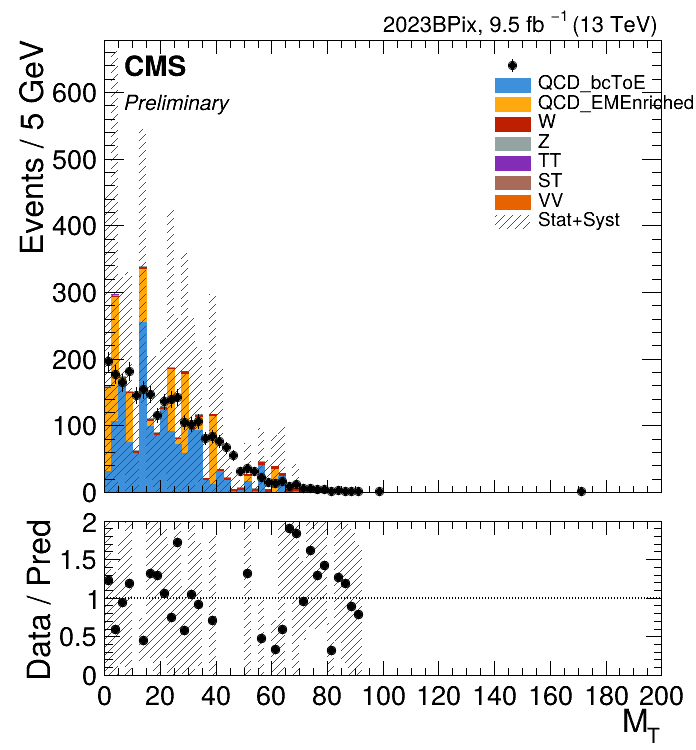 2023BPix, 9.5 fb⁻¹ (13 TeV)
CMS
Preliminary
Events / 5 GeV
600
500
400
300
200
100
0
QCD_bcToE
QCD_EMEnriched
W
Z
TT
ST
VV
Stat+Syst
Data / Pred
2
1.5
1
0.5
0
0 20 40 60 80 100 120 140 160 180 200
M_T